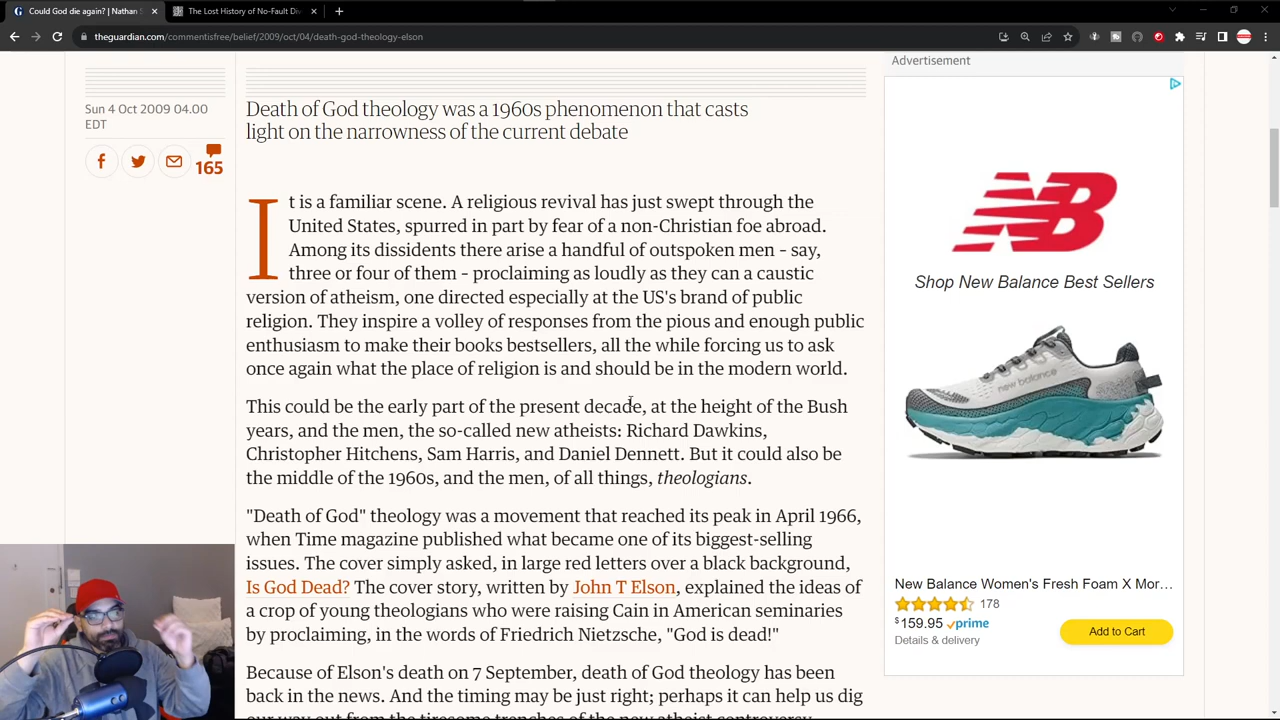 Could God die again? | Nathan S
The Lost History of No-Fault Div
theguardian.com/commentisfree/belief/2009/oct/04/death-god-theology-elson
Advertisement
Sun 4 Oct 2009 04.00
EDT
165
Death of God theology was a 1960s phenomenon that casts
light on the narrowness of the current debate
It is a familiar scene. A religious revival has just swept through the
United States, spurred in part by fear of a non-Christian foe abroad.
Among its dissidents there arise a handful of outspoken men – say,
three or four of them – proclaiming as loudly as they can a caustic
version of atheism, one directed especially at the US's brand of public
religion. They inspire a volley of responses from the pious and enough public
enthusiasm to make their books bestsellers, all the while forcing us to ask
once again what the place of religion is and should be in the modern world.
This could be the early part of the present decade, at the height of the Bush
years, and the men, the so-called new atheists: Richard Dawkins,
Christopher Hitchens, Sam Harris, and Daniel Dennett. But it could also be
the middle of the 1960s, and the men, of all things, theologians.
"Death of God" theology was a movement that reached its peak in April 1966,
when Time magazine published what became one of its biggest-selling
issues. The cover simply asked, in large red letters over a black background,
Is God Dead? The cover story, written by John T Elson, explained the ideas of
a crop of young theologians who were raising Cain in American seminaries
by proclaiming, in the words of Friedrich Nietzsche, "God is dead!"
Because of Elson's death on 7 September, death of God theology has been
back in the news. And the timing may be just right; perhaps it can help us dig
our way out from the tiresome trenches of the new atheist controversy
NB
Shop New Balance Best Sellers
new balance
New Balance Women's Fresh Foam X Mor...
178
$159.95 prime
Details & delivery
Add to Cart